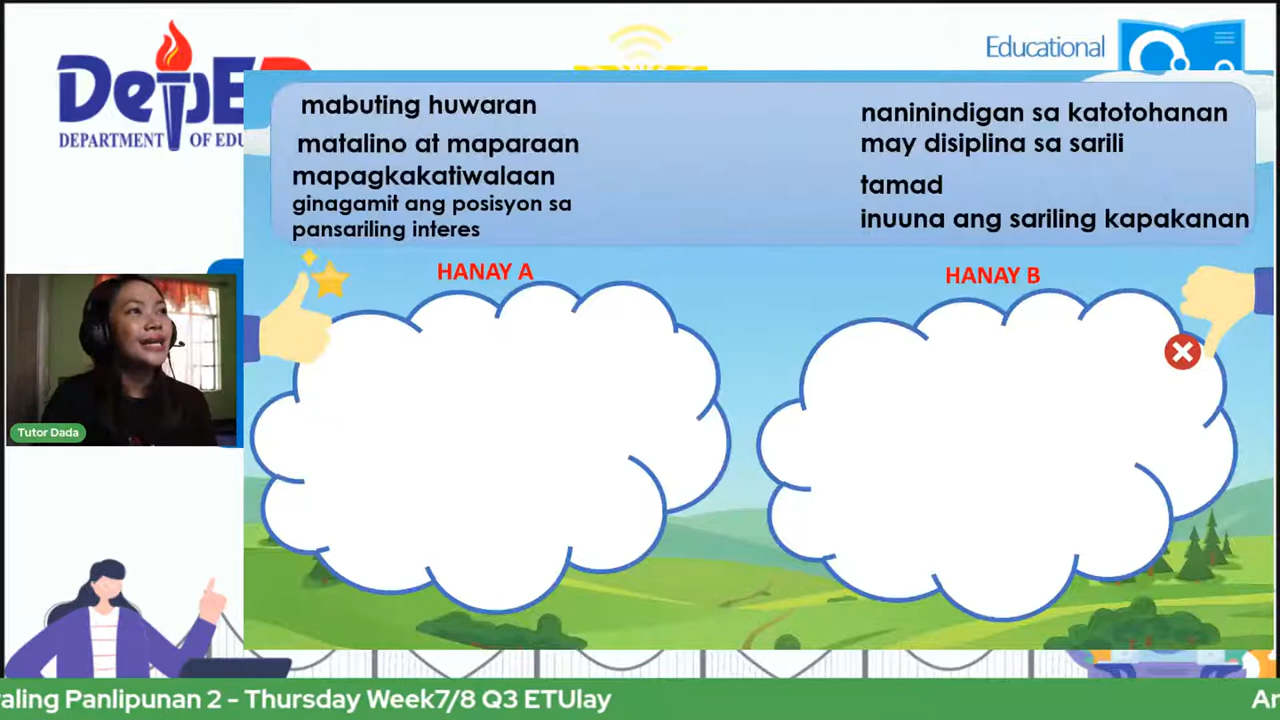 DepED
DEPARTMENT OF EDU
Educational
mabuting huwaran
matalino at maparaan
mapagkakatiwalaan
ginagamit ang posisyon sa
pansariling interes
naninindigan sa katotohanan
may disiplina sa sarili
tamad
inuuna ang sariling kapakanan
HANAY A
HANAY B
Tutor Dada
aling Panlipunan 2 - Thursday Week7/8 Q3 ETUlay
Ar